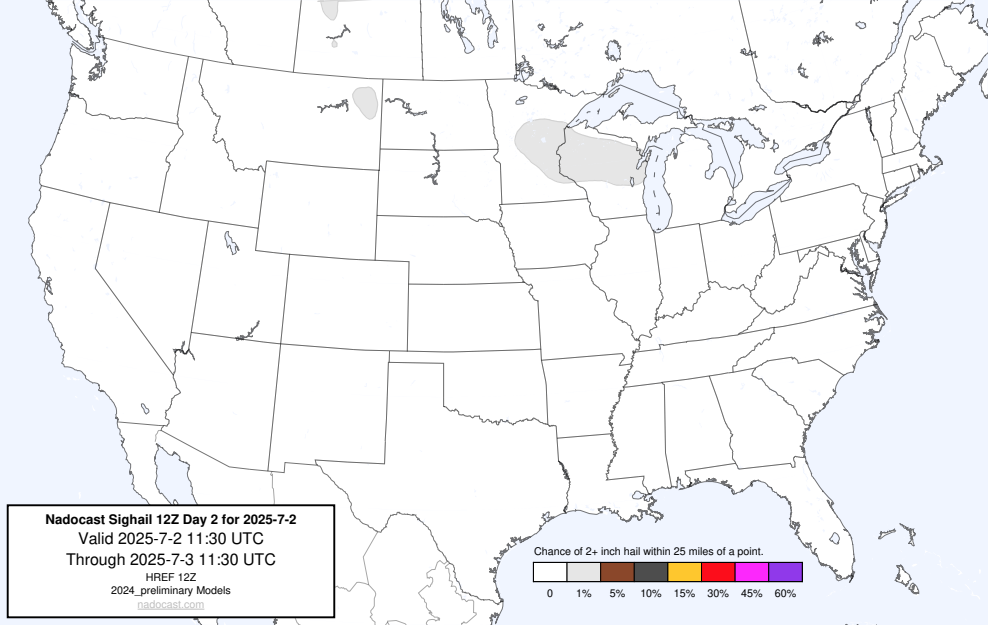 Nadocast Sighail 12Z Day 2 for 2025-7-2
Valid 2025-7-2 11:30 UTC
Through 2025-7-3 11:30 UTC
HREF 12Z
2024_preliminary Models
nadocast.com
Chance of 2+ inch hail within 25 miles of a point.
0 1% 5% 10% 15% 30% 45% 60%